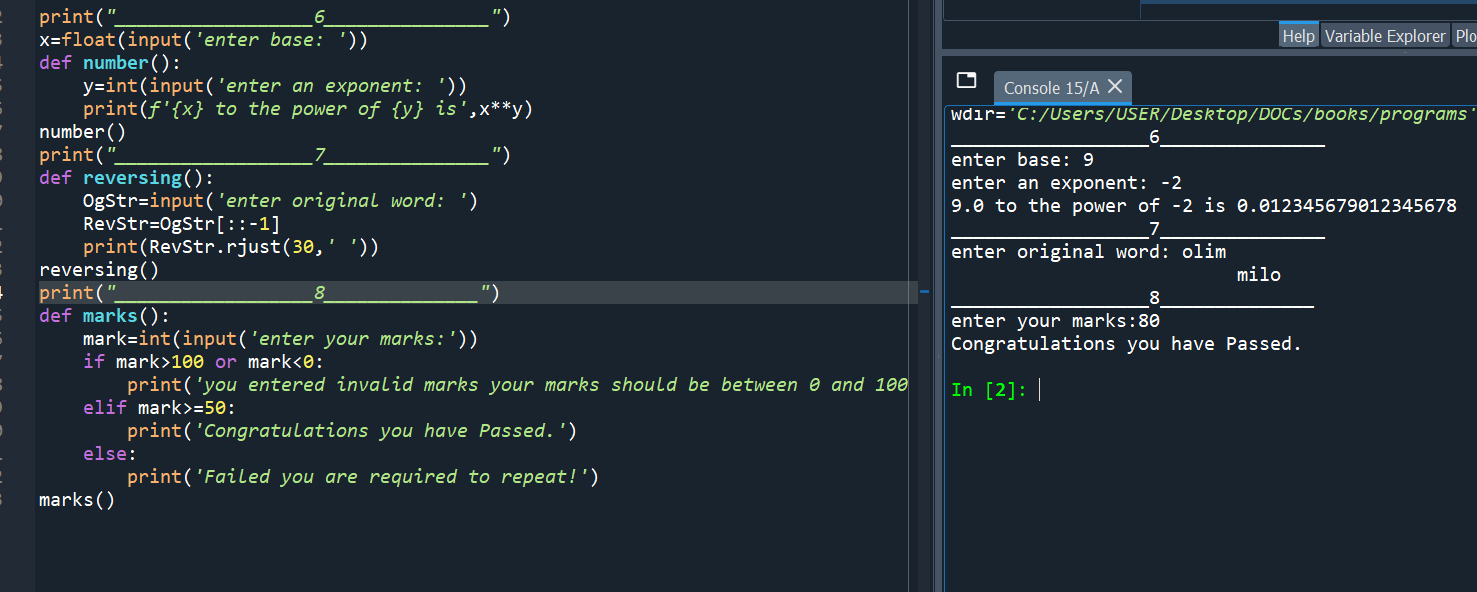 print("__________________6_______________")
x=float(input('enter base: '))
def number():
    y=int(input('enter an exponent: '))
    print(f'{x} to the power of {y} is',x**y)
number()
print("__________________7_______________")
def reversing():
    OgStr=input('enter original word: ')
    RevStr=OgStr[::-1]
    print(RevStr.rjust(30,' '))
reversing()
print("__________________8______________")
def marks():
    mark=int(input('enter your marks:'))
    if mark>100 or mark<0:
        print('you entered invalid marks your marks should be between 0 and 100
    elif mark>=50:
        print('Congratulations you have Passed.')
    else:
        print('Failed you are required to repeat!')
marks()
Help Variable Explorer Plo
Console 15/A
wdir='C:/Users/USER/Desktop/DOCs/books/programs'
__________________6_______________
enter base: 9
enter an exponent: -2
9.0 to the power of -2 is 0.012345679012345678
__________________7_______________
enter original word: olim
                          milo
__________________8______________
enter your marks:80
Congratulations you have Passed.
In [2]: